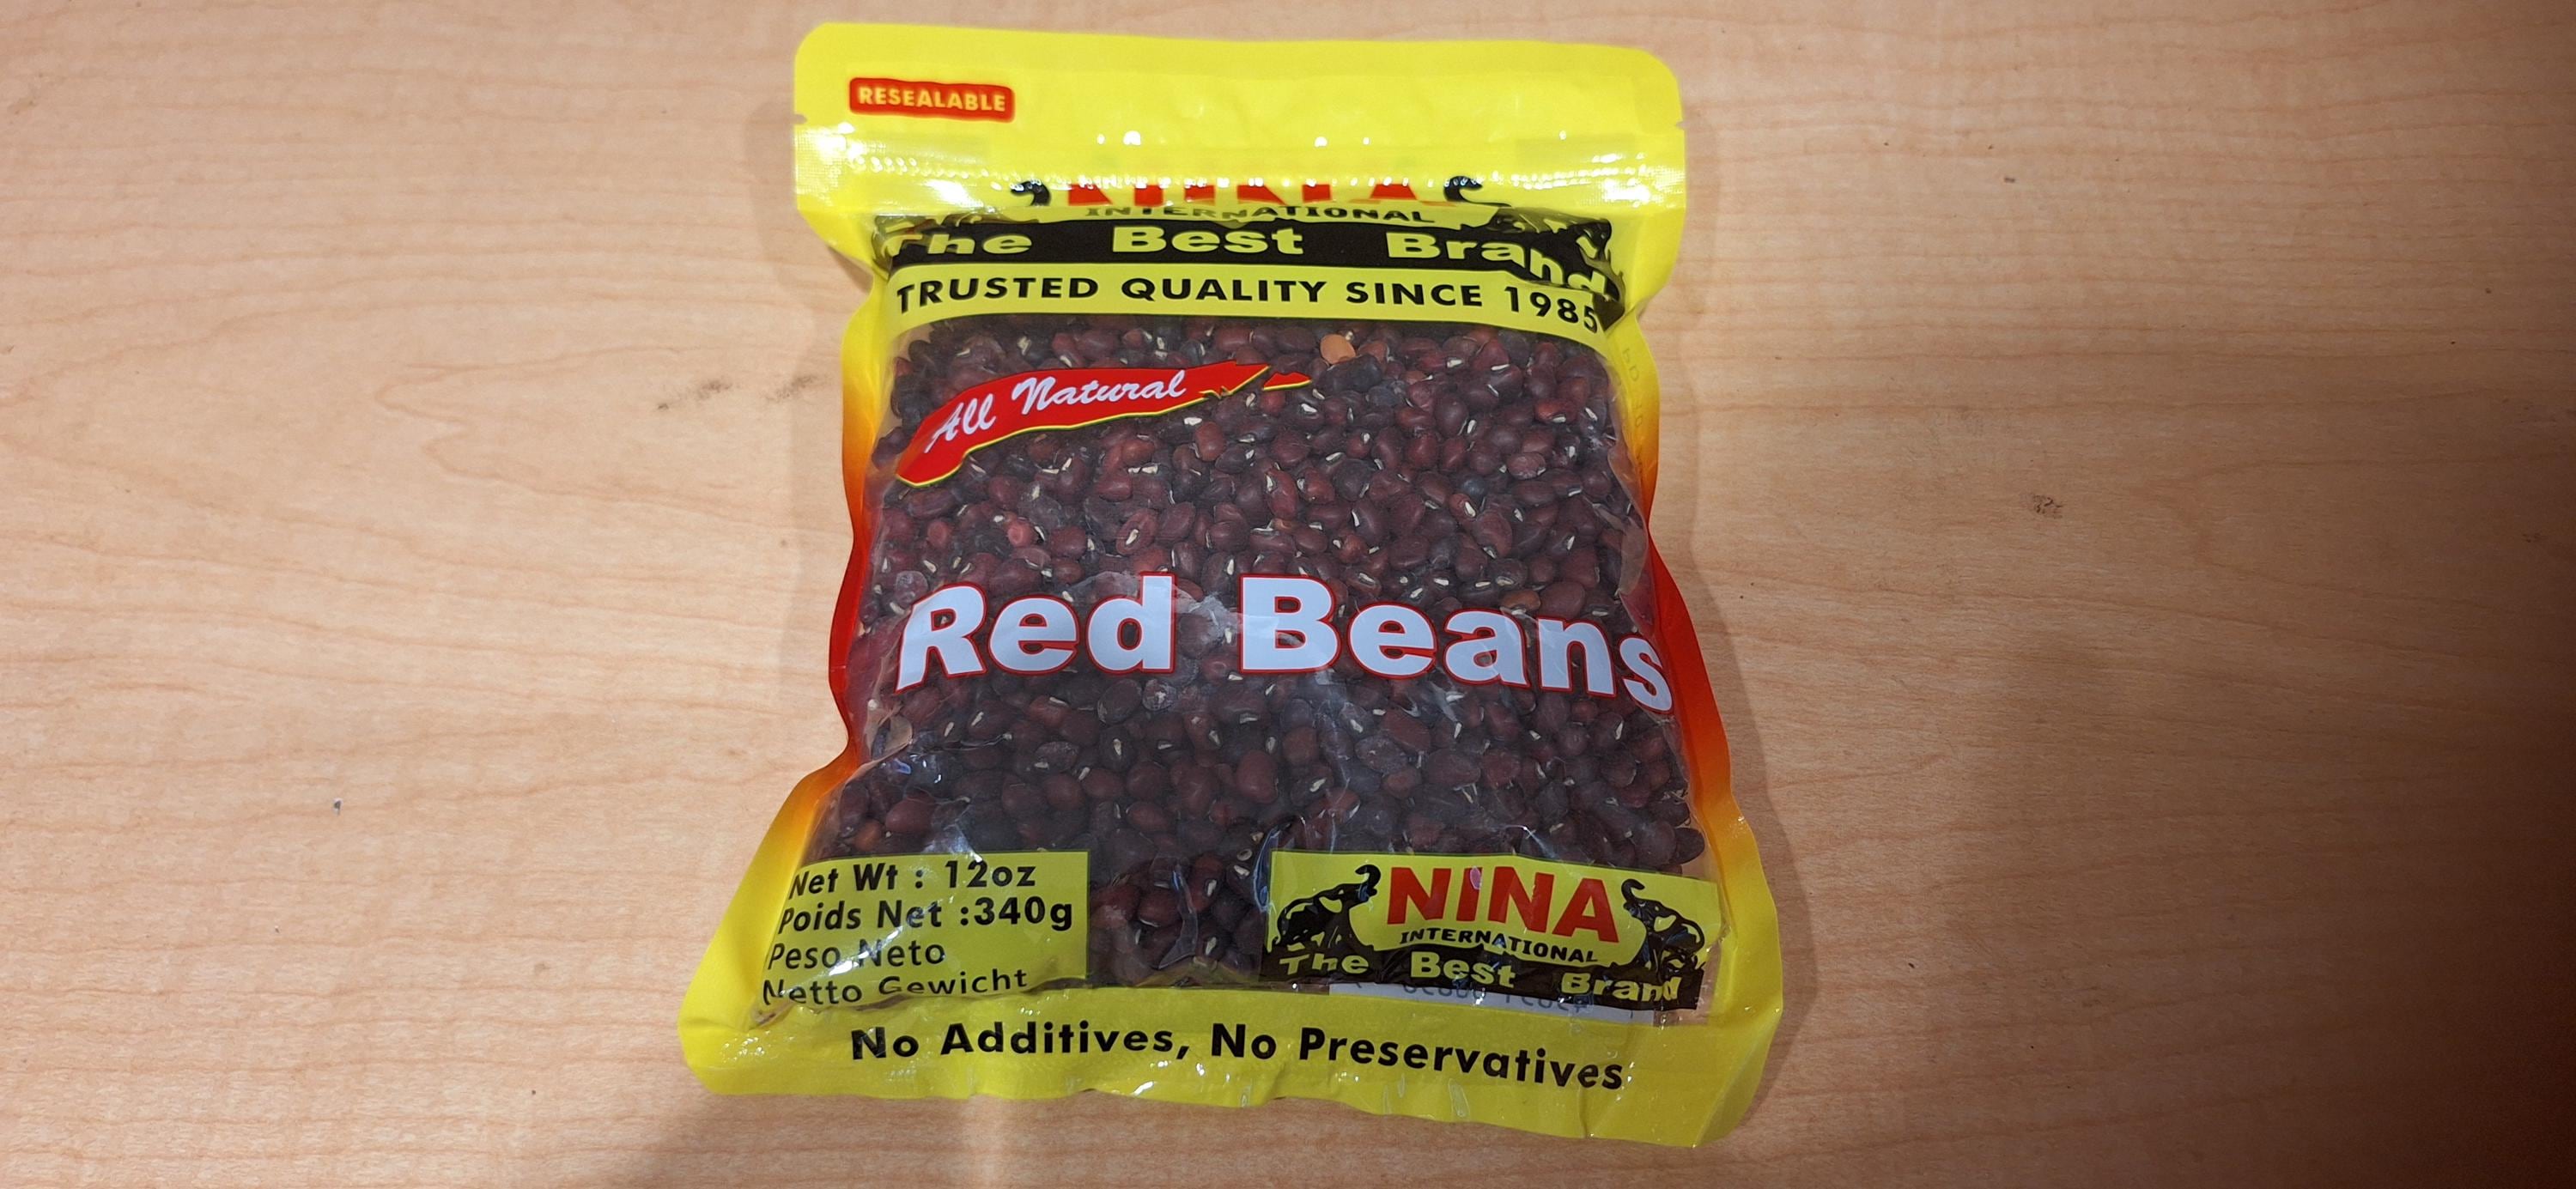 RESEALABLE
NINA
INTERNATIONAL
The Best Brand
TRUSTED QUALITY SINCE 1985
All Natural
Red Beans
Net Wt : 12oz
Poids Net :340g
Peso Neto
Netto Gewicht
NINA
INTERNATIONAL
The Best Brand
No Additives, No Preservatives